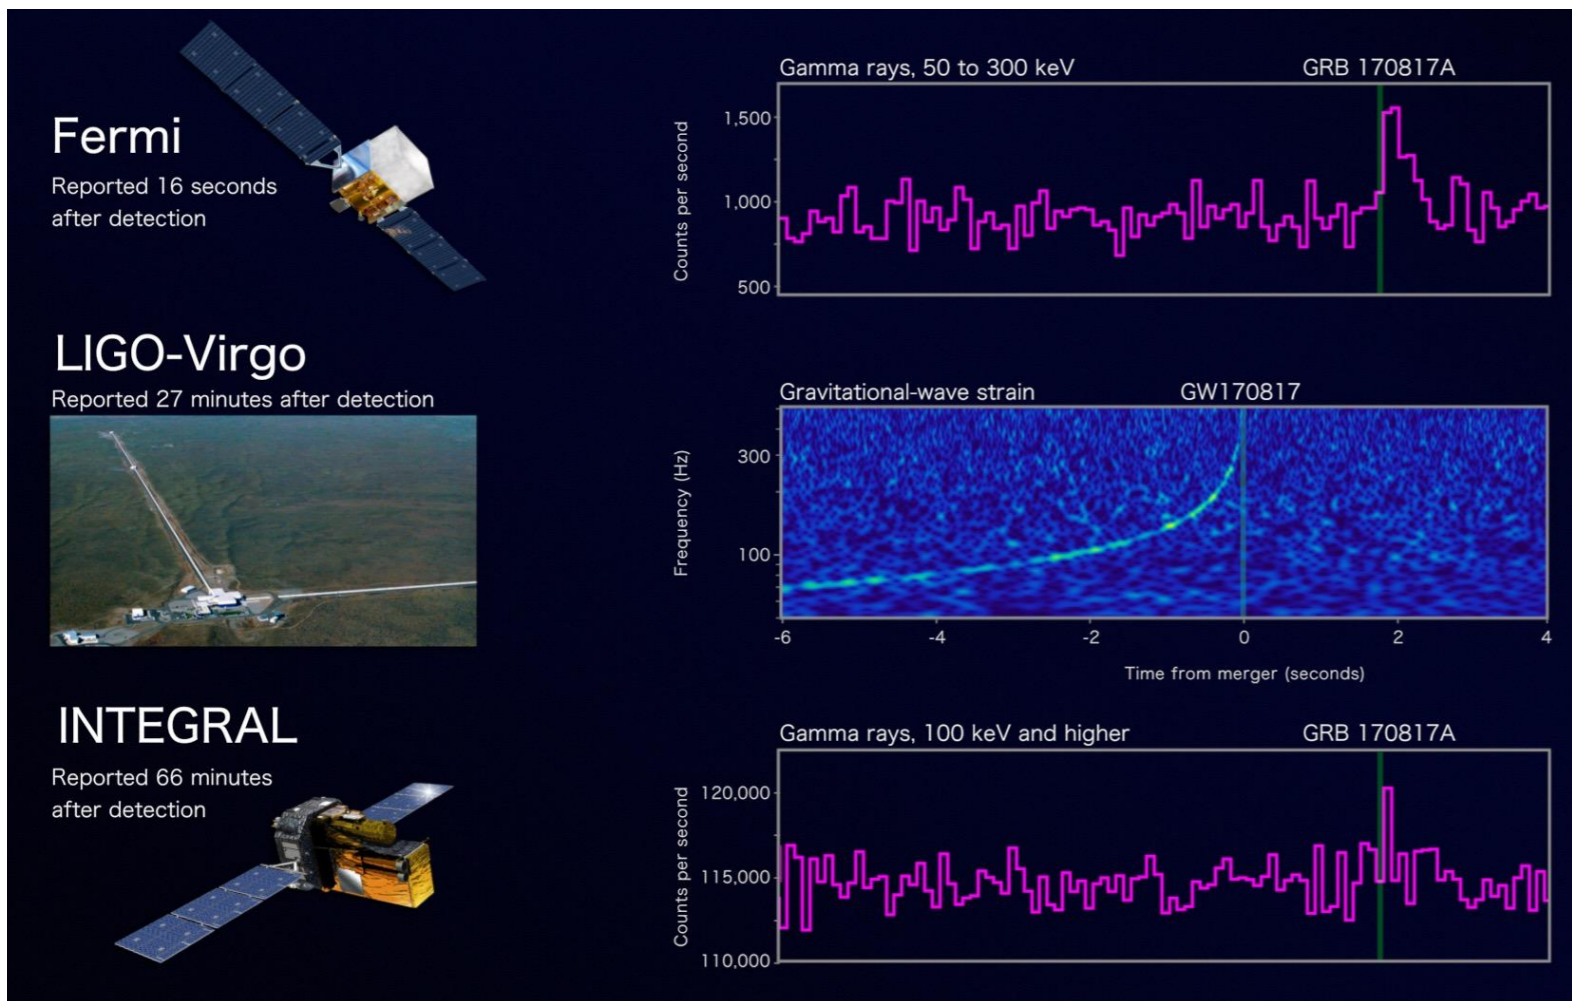 Fermi
Reported 16 seconds
after detection
Gamma rays, 50 to 300 keV
GRB 170817A
Counts per second
1,500
1,000
500
LIGO-Virgo
Reported 27 minutes after detection
Gravitational-wave strain
GW170817
Frequency (Hz)
300
100
-6
-4
-2
0
2
4
Time from merger (seconds)
INTEGRAL
Reported 66 minutes
after detection
Gamma rays, 100 keV and higher
GRB 170817A
Counts per second
120,000
115,000
110,000